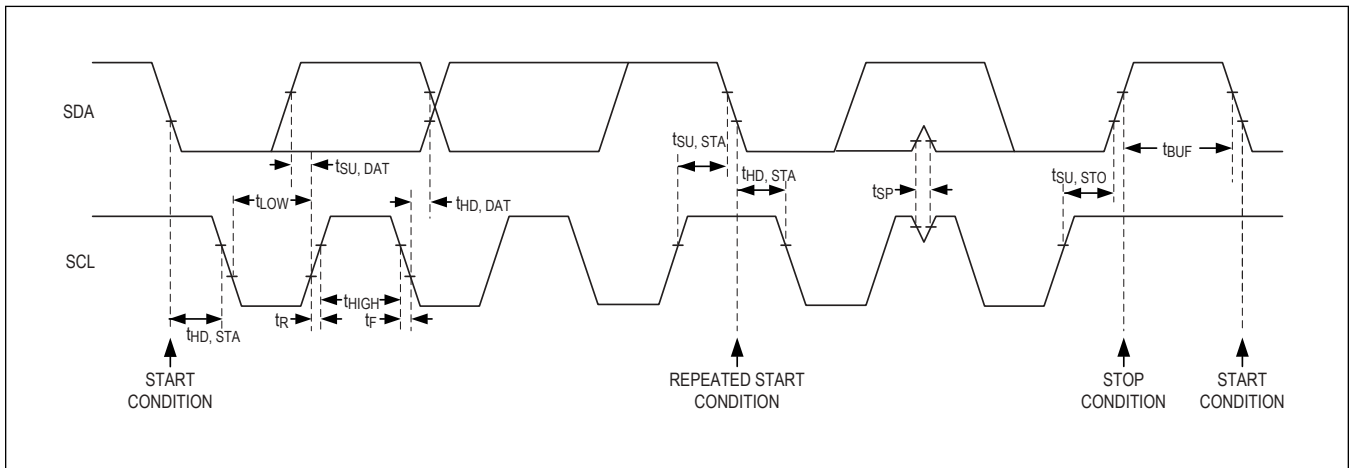 SDA
tSU, DAT
tLOW
tHD, DAT
tSU, STA
tHD, STA
tSP
tSU, STO
tBUF
SCL
tHD, STA
tR
tHIGH
tF
START
CONDITION
REPEATED START
CONDITION
STOP
CONDITION
START
CONDITION